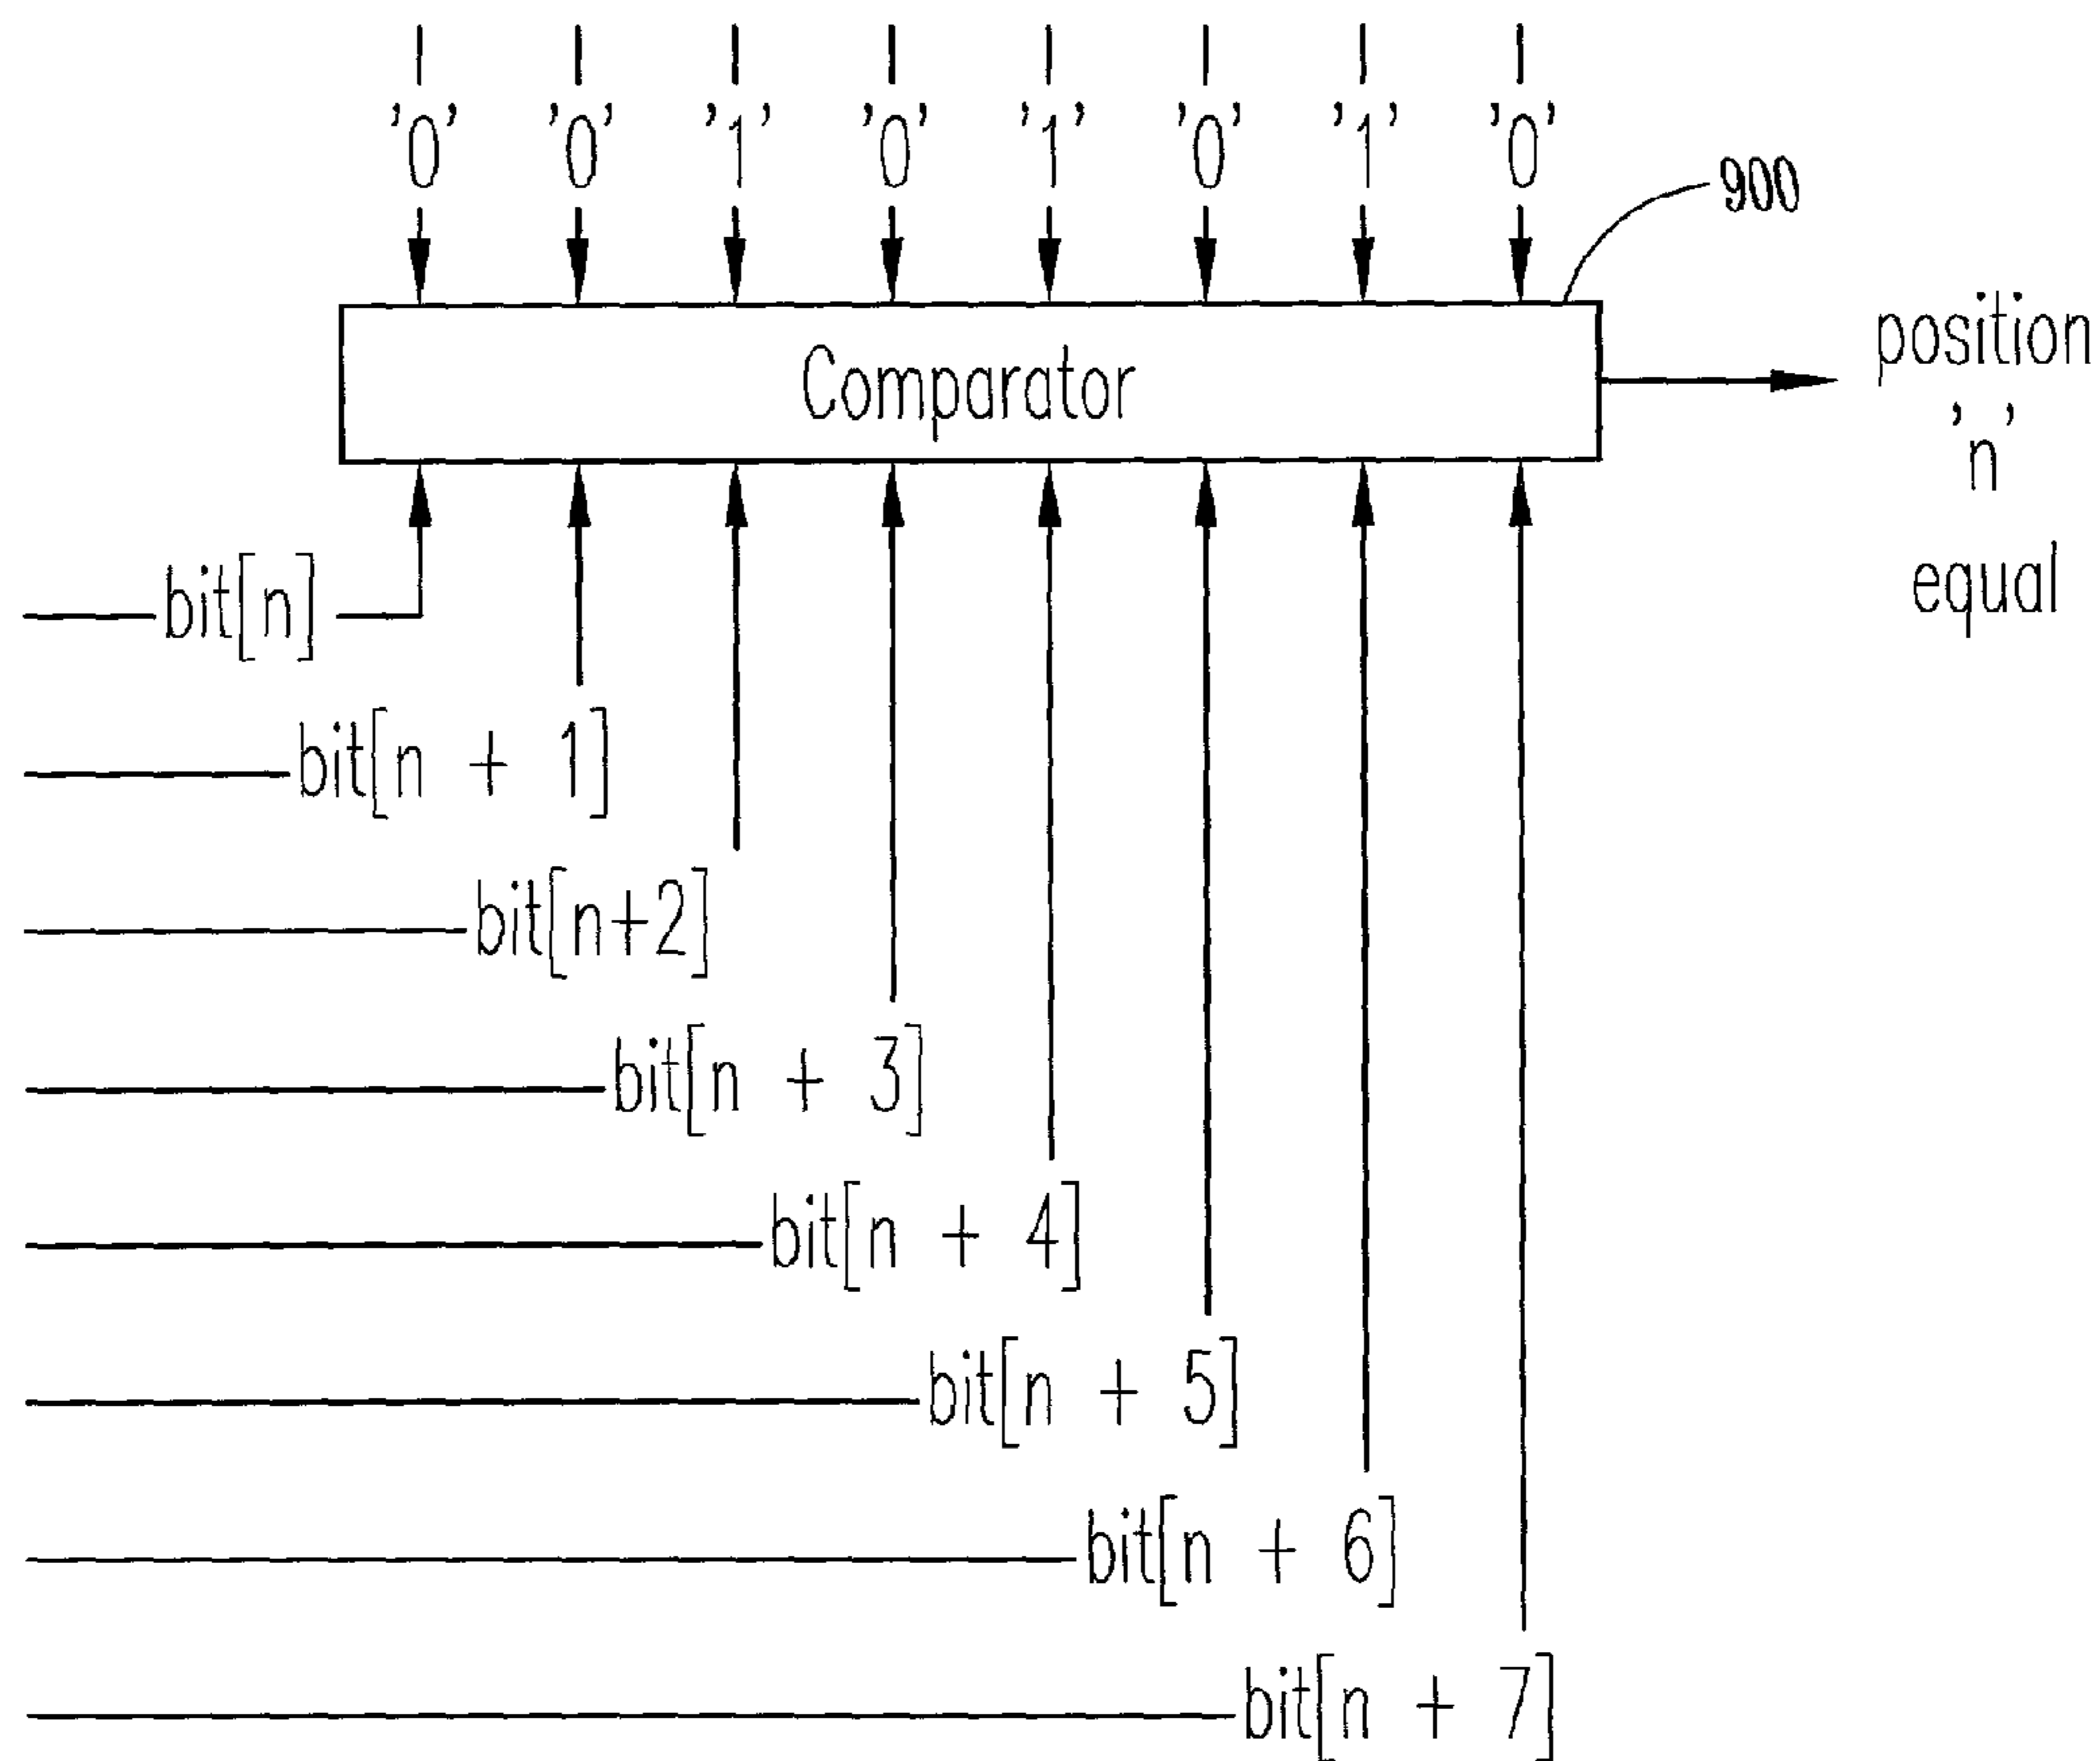 '0' '0' '1' '0' '1' '0' '1' '0'
900
Comparator
position
'n'
equal
bit[n]
bit[n + 1]
bit[n+2]
bit[n + 3]
bit[n + 4]
bit[n + 5]
bit[n + 6]
bit[n + 7]